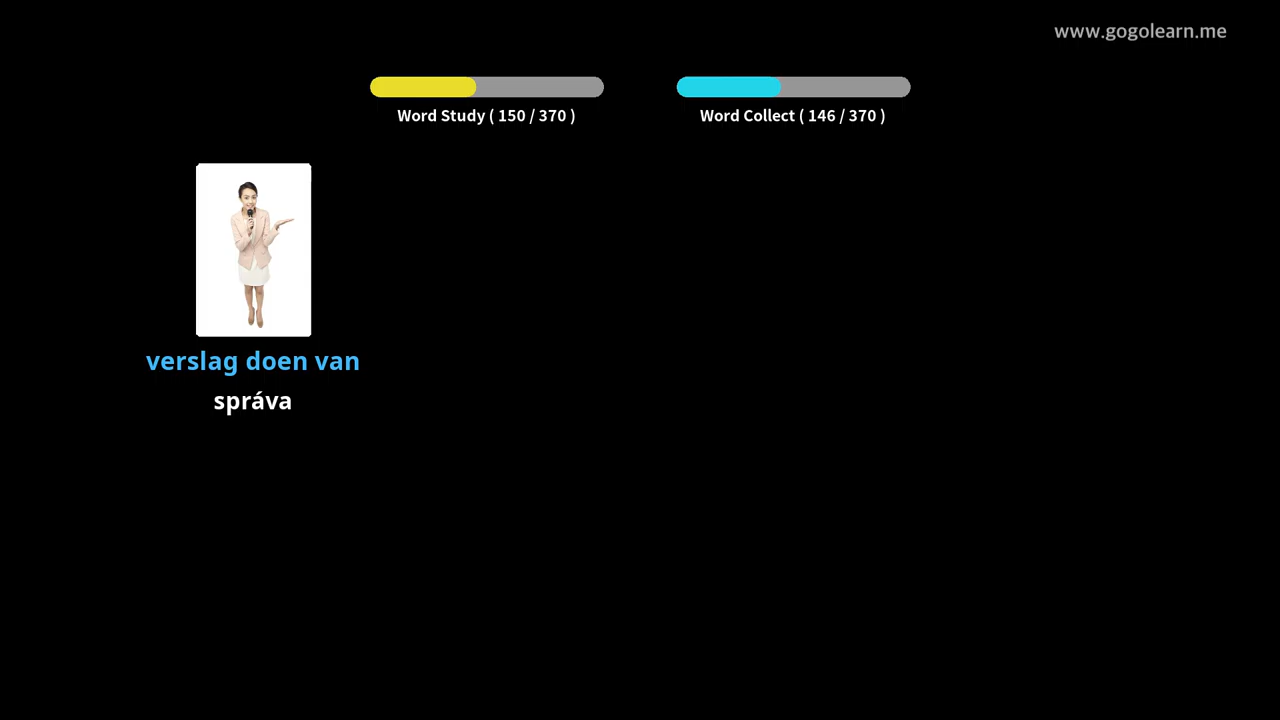 www.gogolearn.me
Word Study ( 150 / 370 )
Word Collect ( 146 / 370 )
verslag doen van
správa